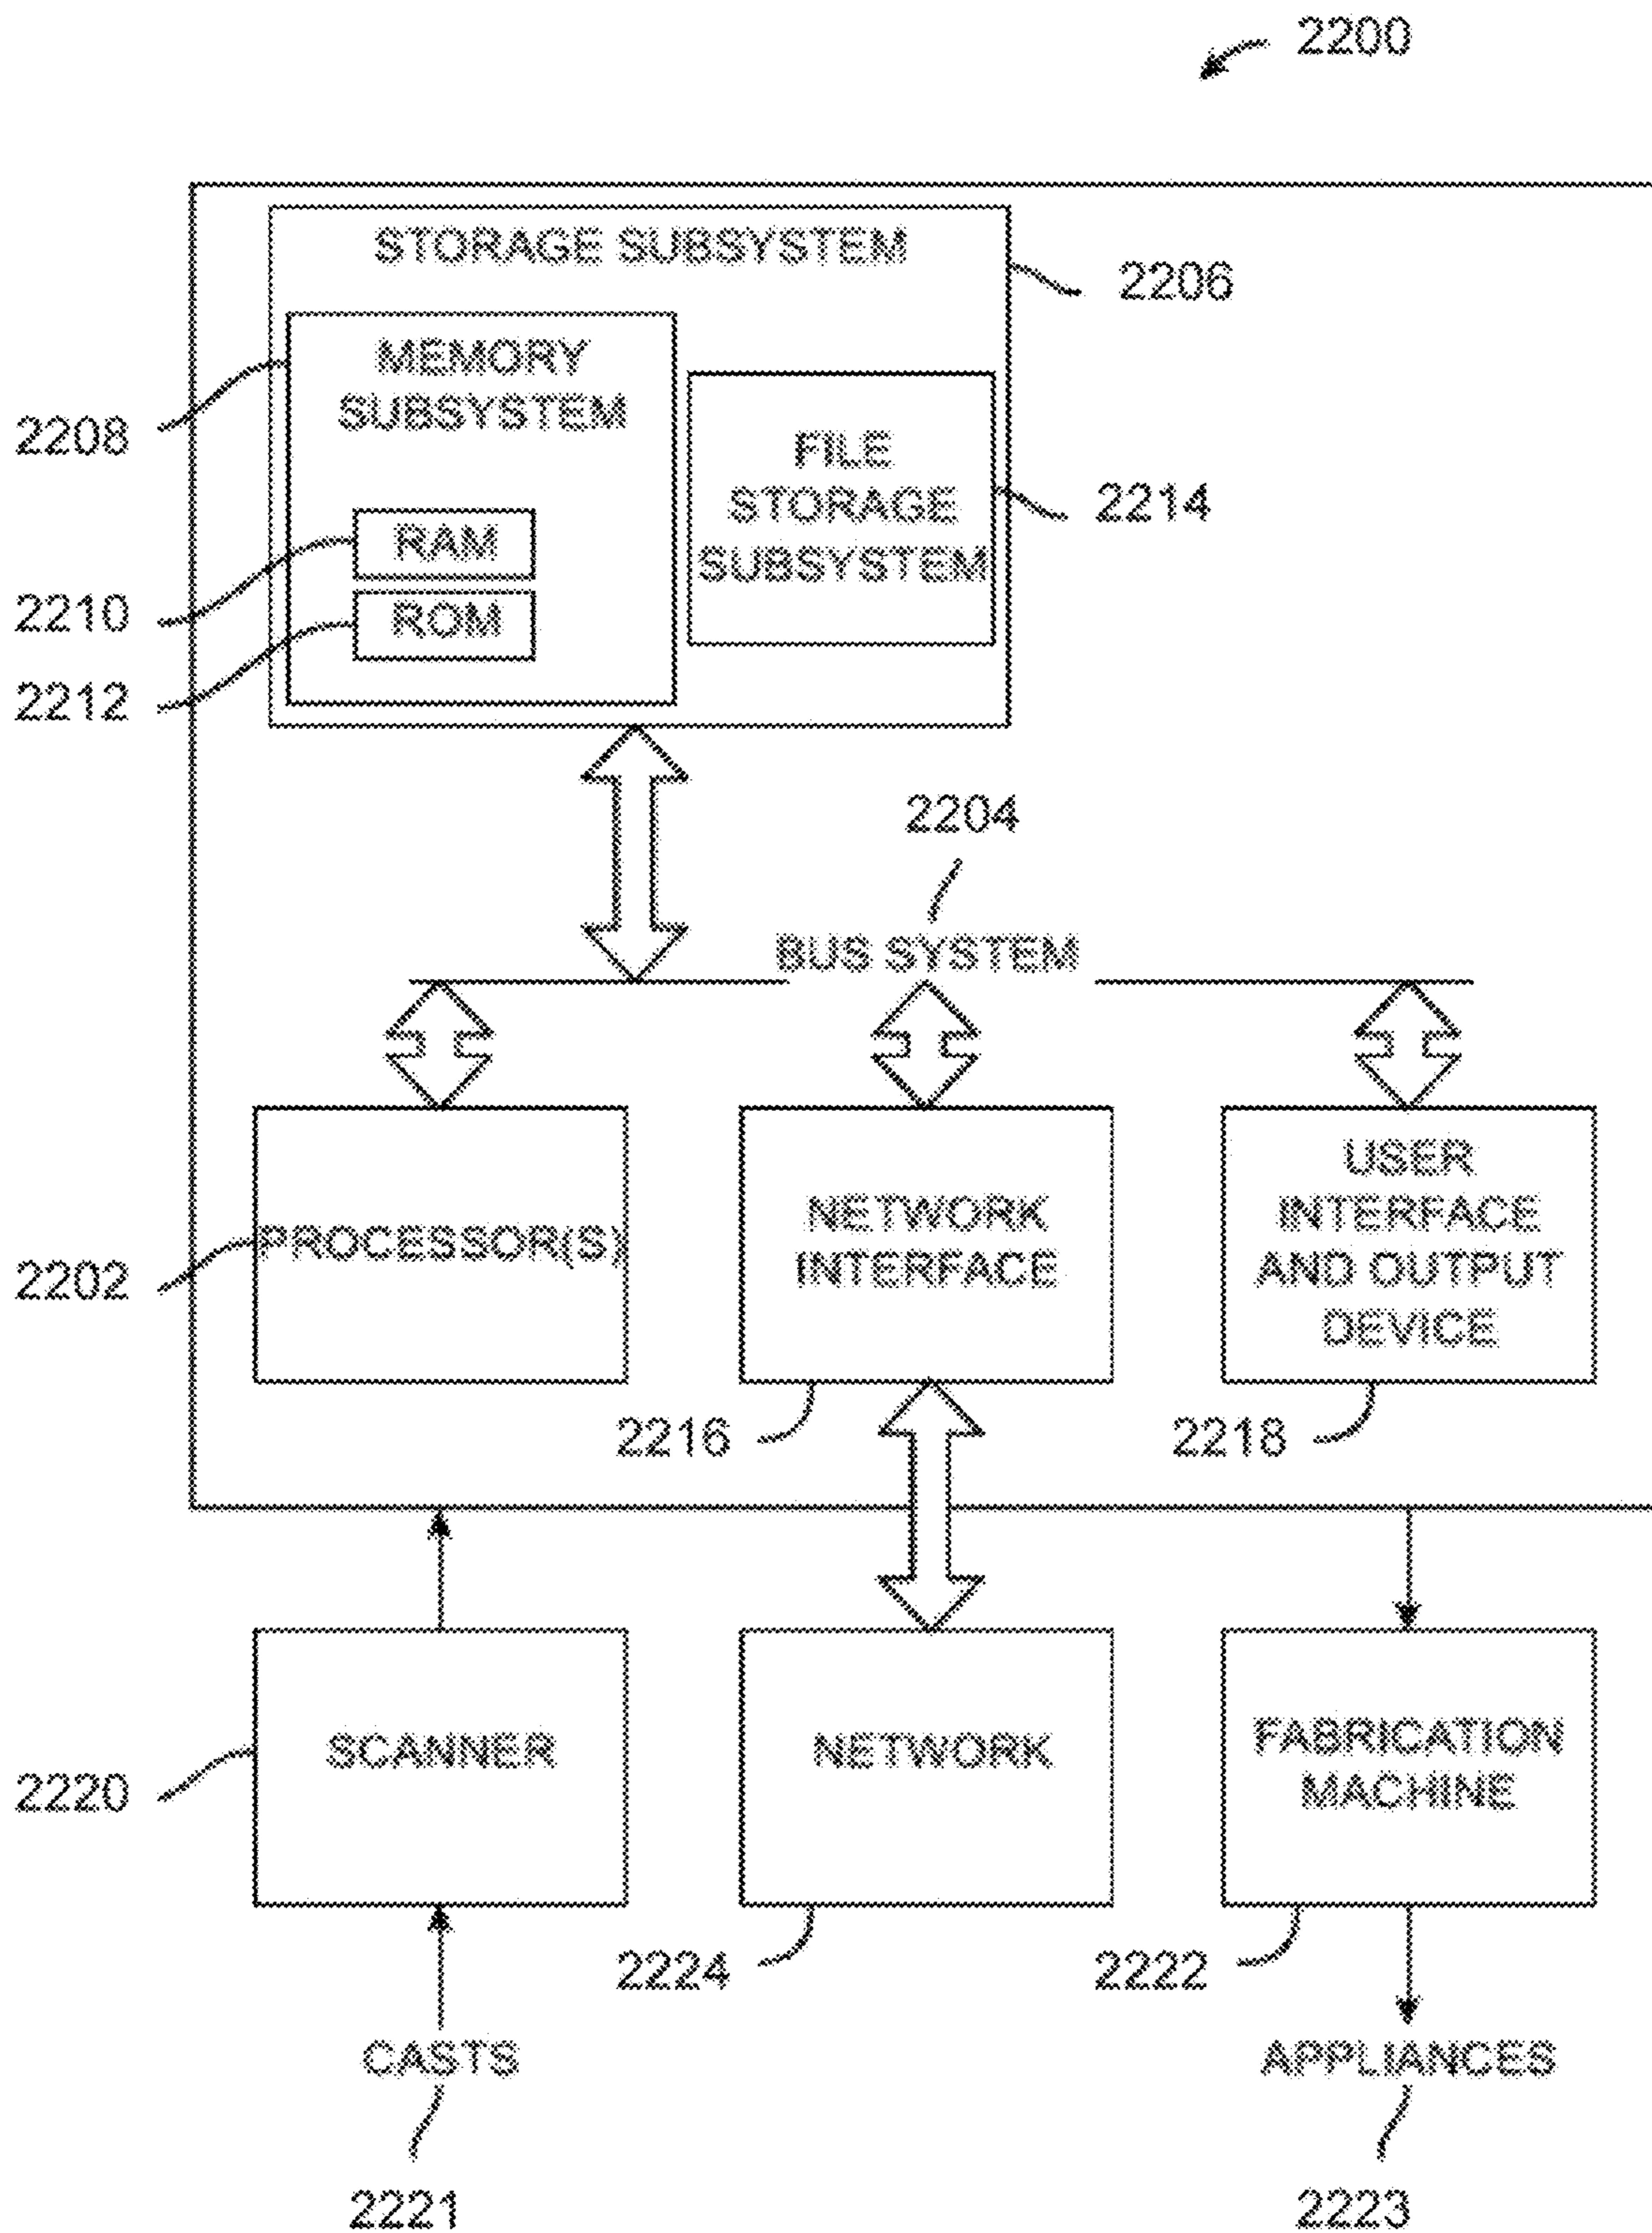 2200
STORAGE SUBSYSTEM
2206
MEMORY
SUBSYSTEM
2208
FILE
STORAGE
SUBSYSTEM
2214
RAM
2210
ROM
2212
2204
BUS SYSTEM
PROCESSOR(S)
2202
NETWORK
INTERFACE
2216
USER
INTERFACE
AND OUTPUT
DEVICE
2218
SCANNER
2220
NETWORK
2224
FABRICATION
MACHINE
2222
CASTS
2221
APPLIANCES
2223